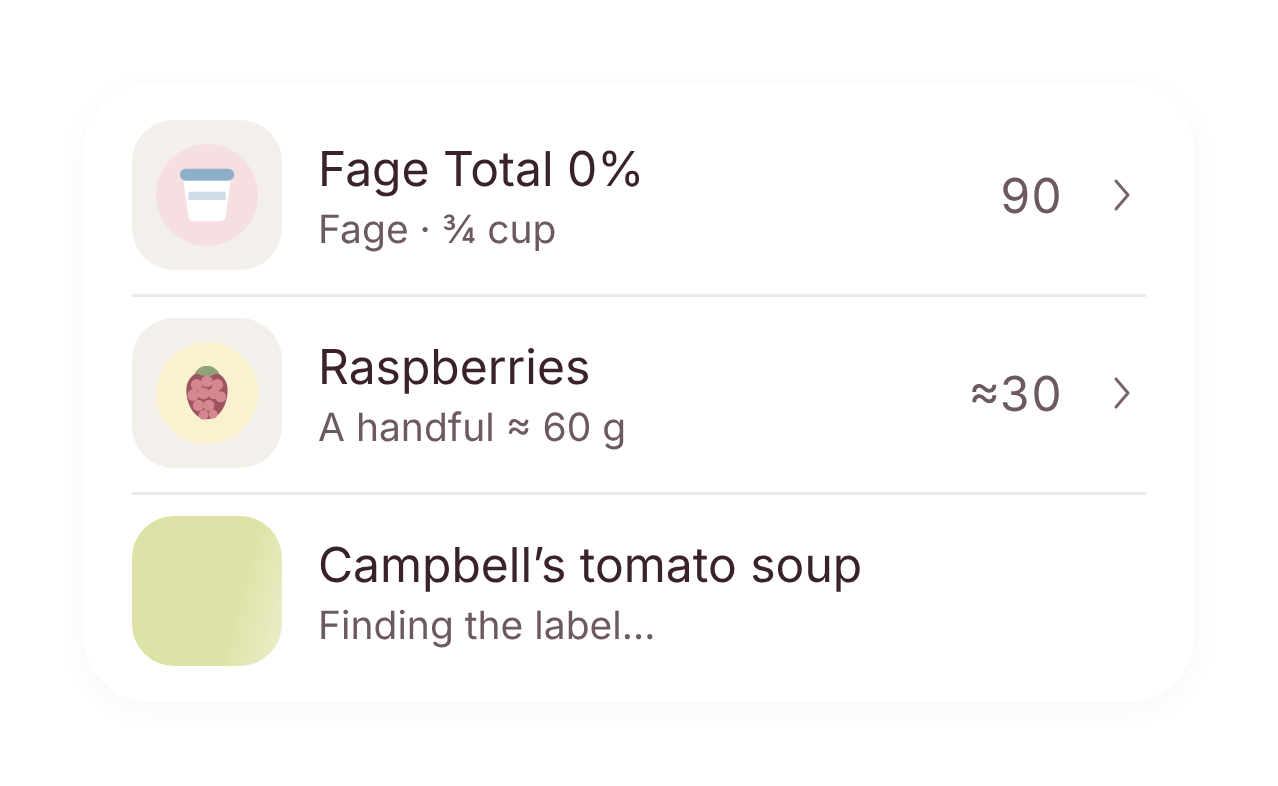 Fage Total 0%
Fage · ¾ cup
90
Raspberries
A handful ≈ 60 g
≈30
Campbell’s tomato soup
Finding the label…